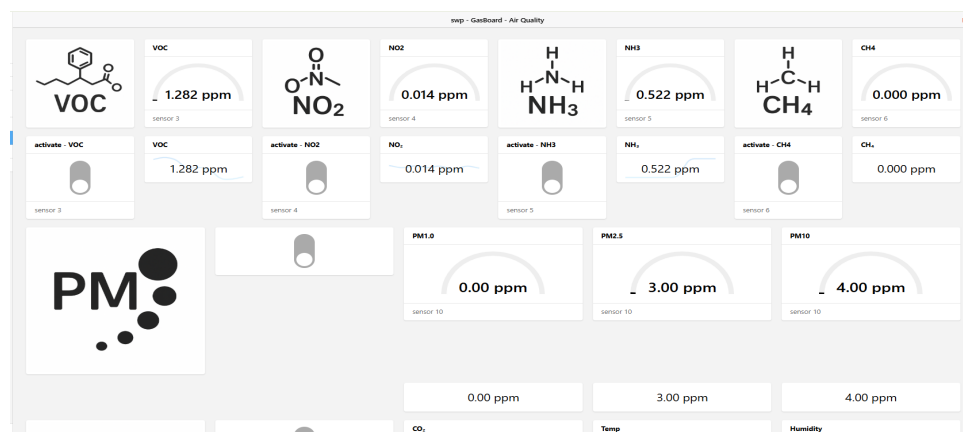 swp - GasBoard - Air Quality
VOC
VOC
1.282 ppm
sensor 3
O
O N
NO2
NO2
0.014 ppm
sensor 4
H
N
H H
NH3
NH3
0.522 ppm
sensor 5
H
H C H
H
CH4
CH4
0.000 ppm
sensor 6
activate - VOC
sensor 3
VOC
1.282 ppm
activate - NO2
sensor 4
NO₂
0.014 ppm
activate - NH3
sensor 5
NH₃
0.522 ppm
activate - CH4
sensor 6
CH₄
0.000 ppm
PM
PM1.0
0.00 ppm
sensor 10
PM2.5
3.00 ppm
sensor 10
PM10
4.00 ppm
sensor 10
0.00 ppm
3.00 ppm
4.00 ppm
CO₂
Temp
Humidity